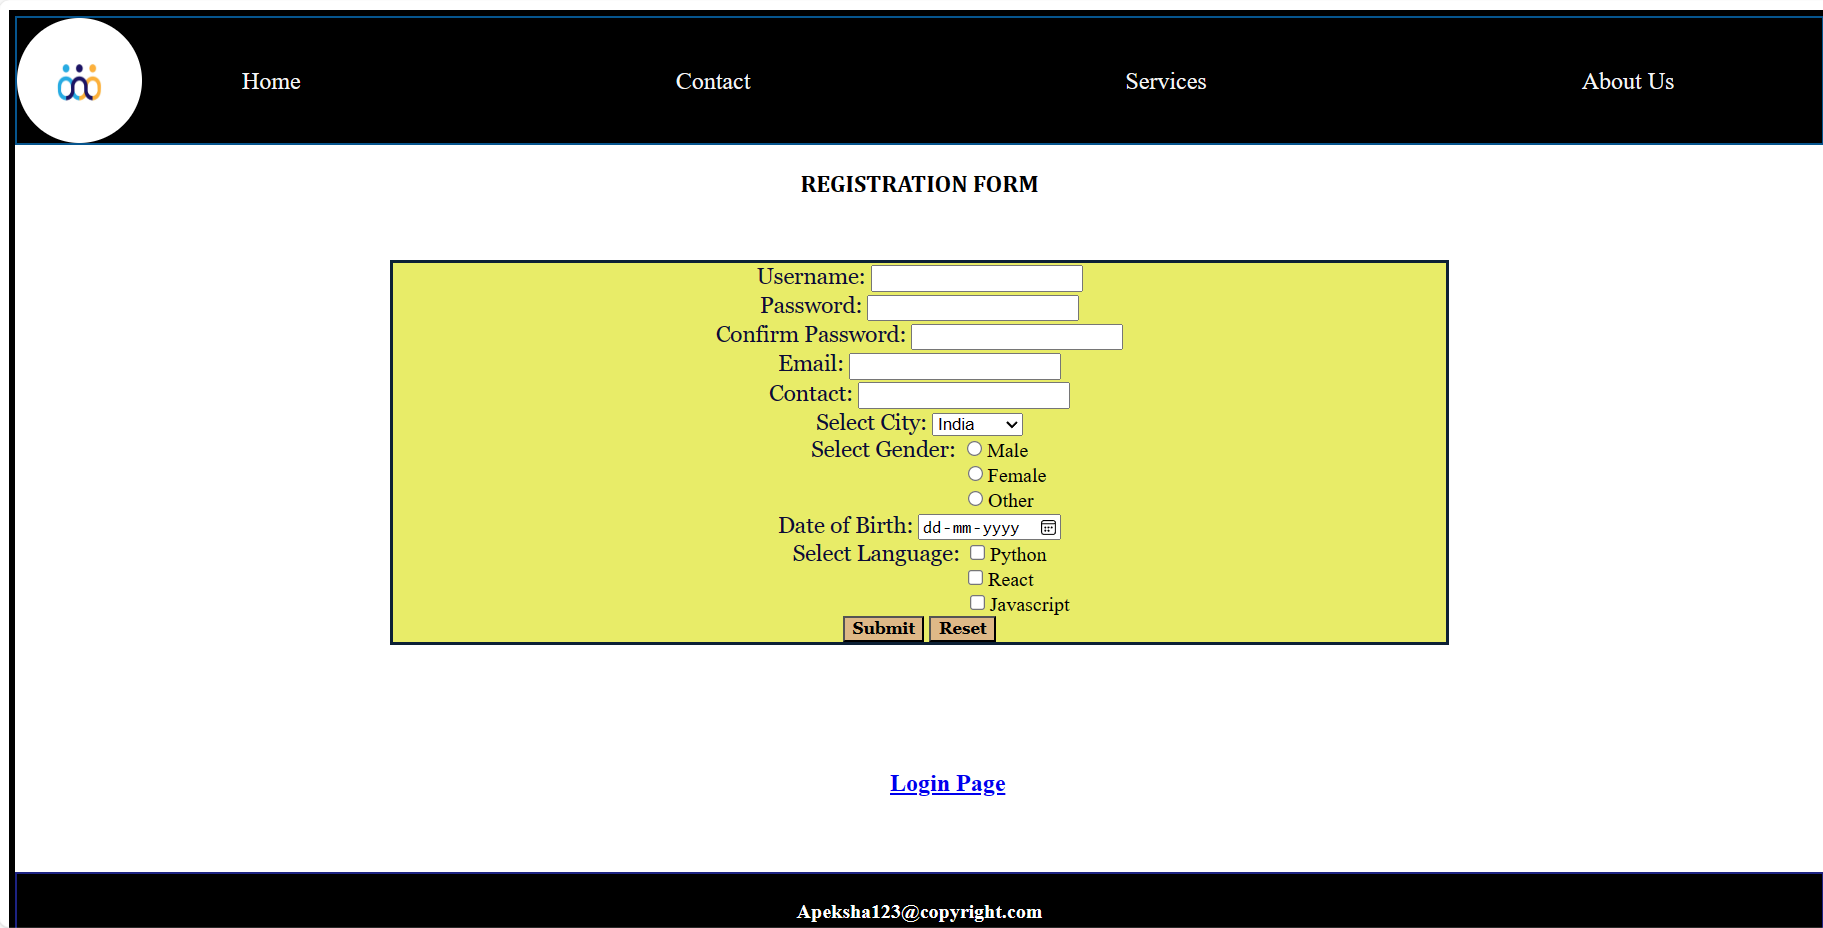 Home Contact Services About Us
REGISTRATION FORM
Username:
Password:
Confirm Password:
Email:
Contact:
Select City: India
Select Gender: Male
Female
Other
Date of Birth: dd-mm-yyyy
Select Language: Python
React
Javascript
Submit Reset
Login Page
Apeksha123@copyright.com